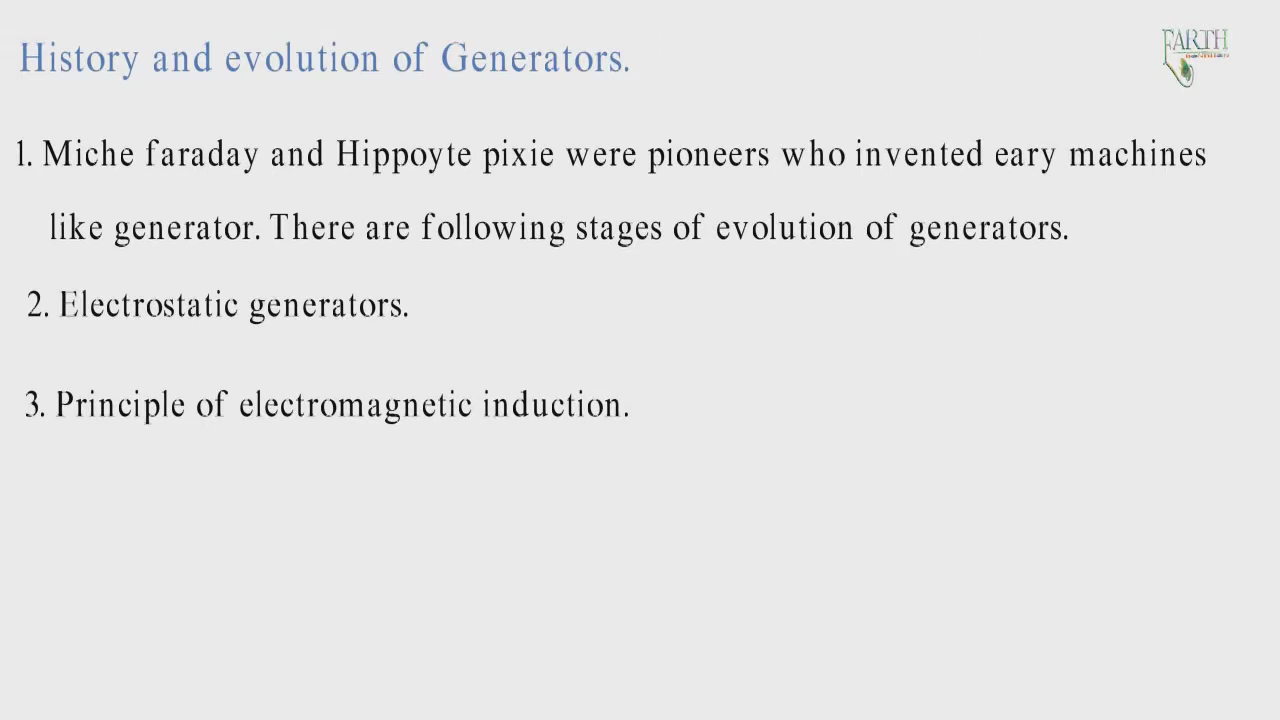 History and evolution of Generators.
EARTH
1. Miche faraday and Hippoyte pixie were pioneers who invented eary machines
like generator. There are following stages of evolution of generators.
2. Electrostatic generators.
3. Principle of electromagnetic induction.